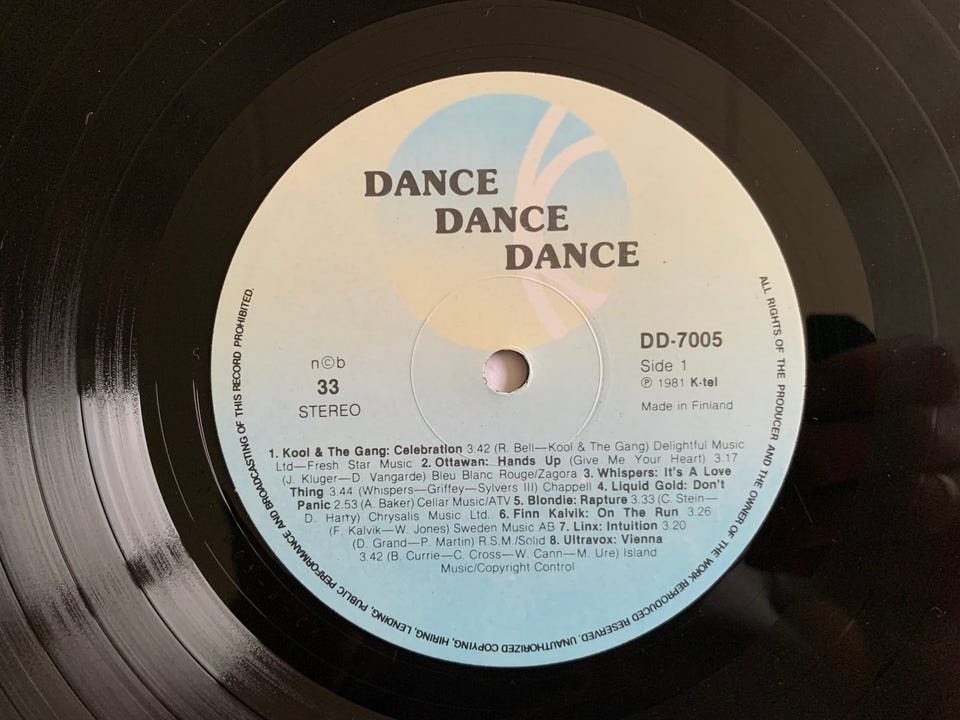 DANCE
DANCE
DANCE
n©b
33
STEREO
DD-7005
Side 1
℗ 1981 K-tel
Made in Finland
1. Kool & The Gang: Celebration 3.42 (R. Bell—Kool & The Gang) Delightful Music
Ltd—Fresh Star Music 2. Ottawan: Hands Up (Give Me Your Heart) 3.17
(J. Kluger—D. Vangarde) Bleu Blanc Rouge/Zagora 3. Whispers: It's A Love
Thing 3.44 (Whispers—Griffey—Sylvers III) Chappell 4. Liquid Gold: Don't
Panic 2.53 (A. Baker) Cellar Music/ATV 5. Blondie: Rapture 3.33 (C. Stein—
D. Harry) Chrysalis Music Ltd. 6. Finn Kalvik: On The Run 3.26
(F. Kalvik—W. Jones) Sweden Music AB 7. Linx: Intuition 3.20
(D. Grand—P. Martin) R.S.M./Solid 8. Ultravox: Vienna
3.42 (B. Currie—C. Cross—W. Cann—M. Ure) Island
Music/Copyright Control
ALL RIGHTS OF THE PRODUCER AND THE OWNER OF THE WORK REPRODUCED RESERVED. UNAUTHORIZED COPYING, HIRING, LENDING, PUBLIC PERFORMANCE AND BROADCASTING OF THIS RECORD PROHIBITED.